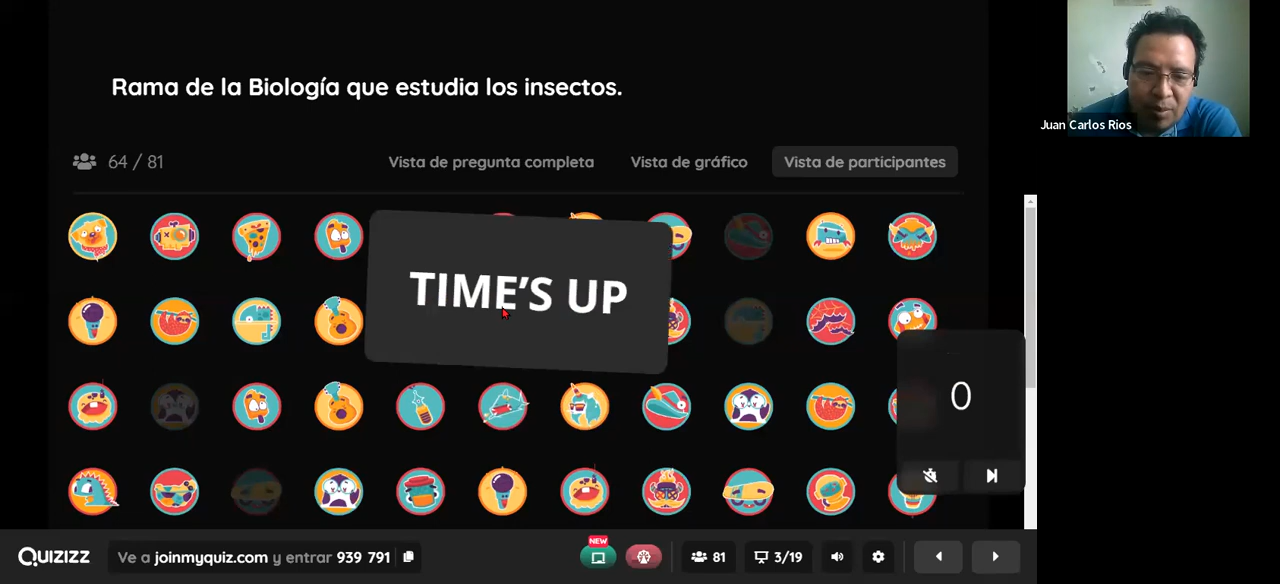 Rama de la Biología que estudia los insectos.
Juan Carlos Rios
64 / 81
Vista de pregunta completa
Vista de gráfico
Vista de participantes
TIME'S UP
0
QUIZIZZ
Ve a joinmyquiz.com y entrar 939 791
NEW
81
3/19